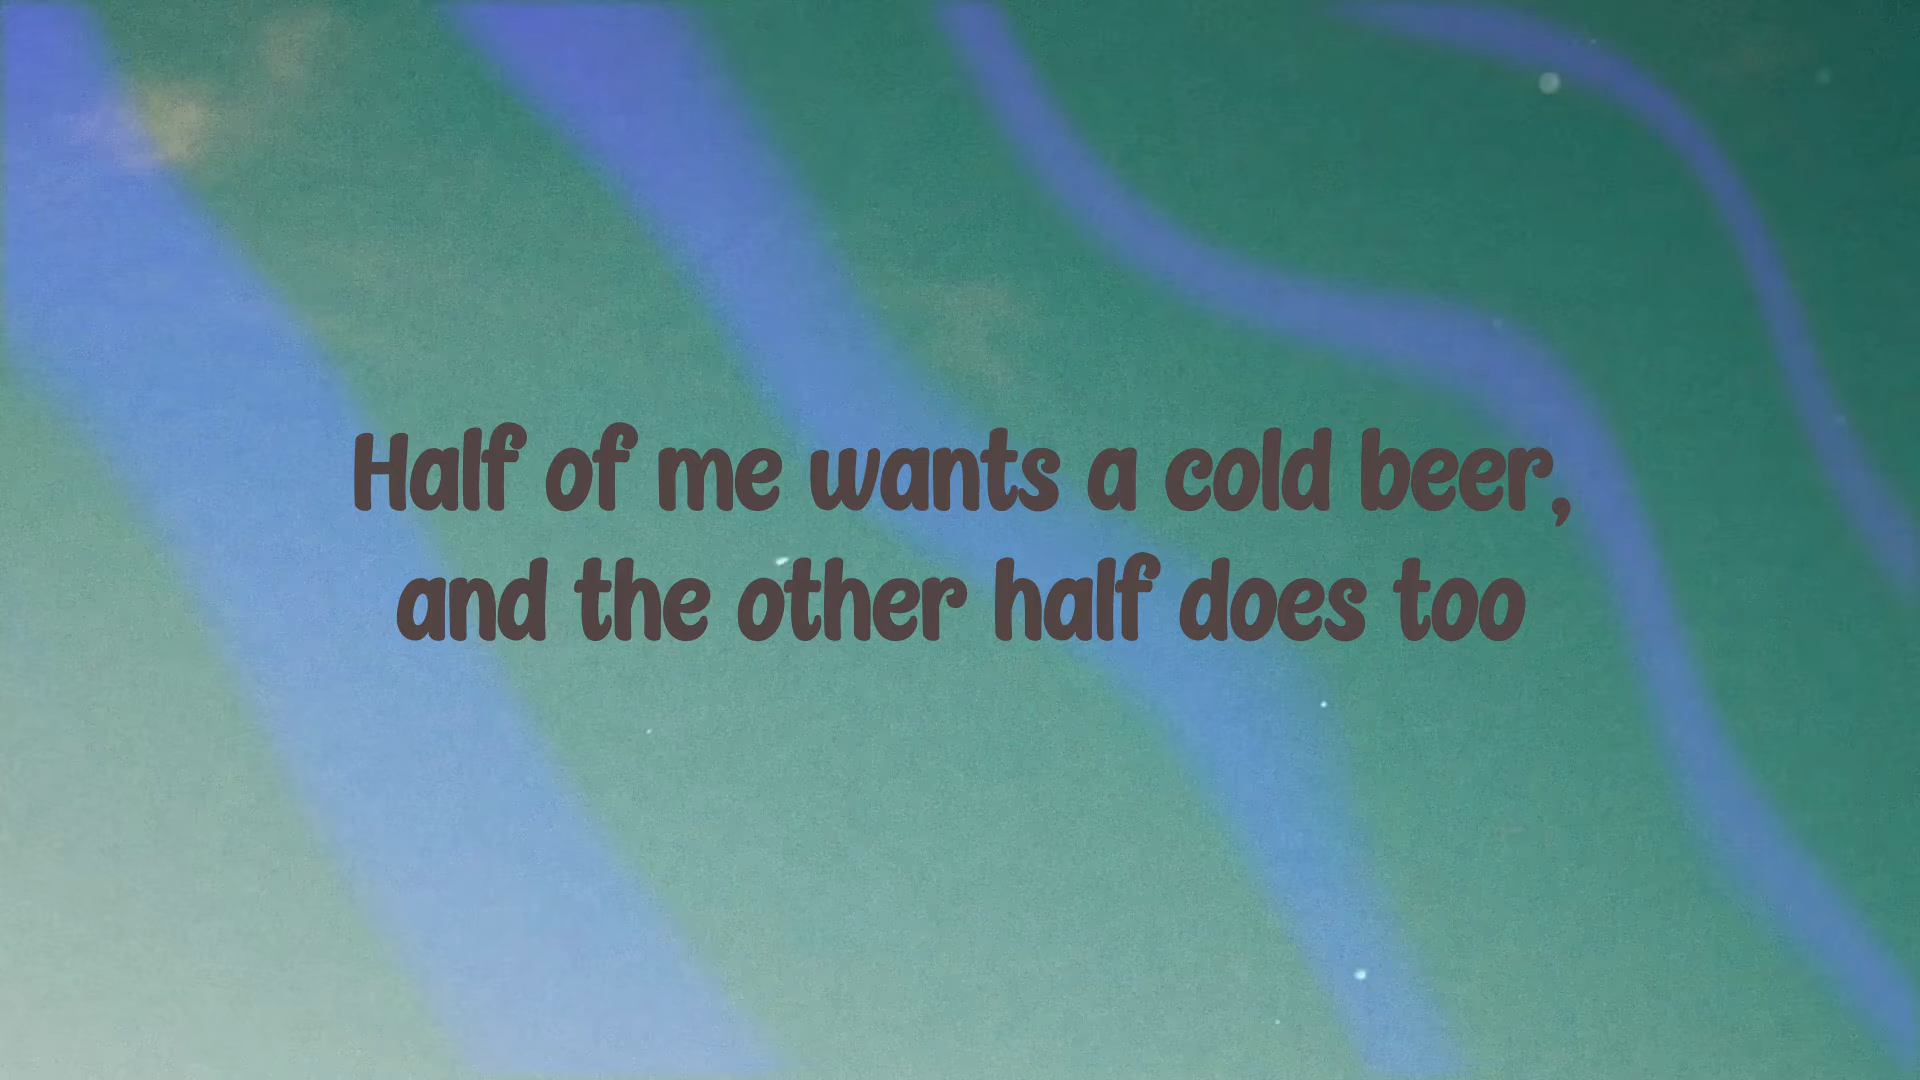 Half of me wants a cold beer,
and the other half does too